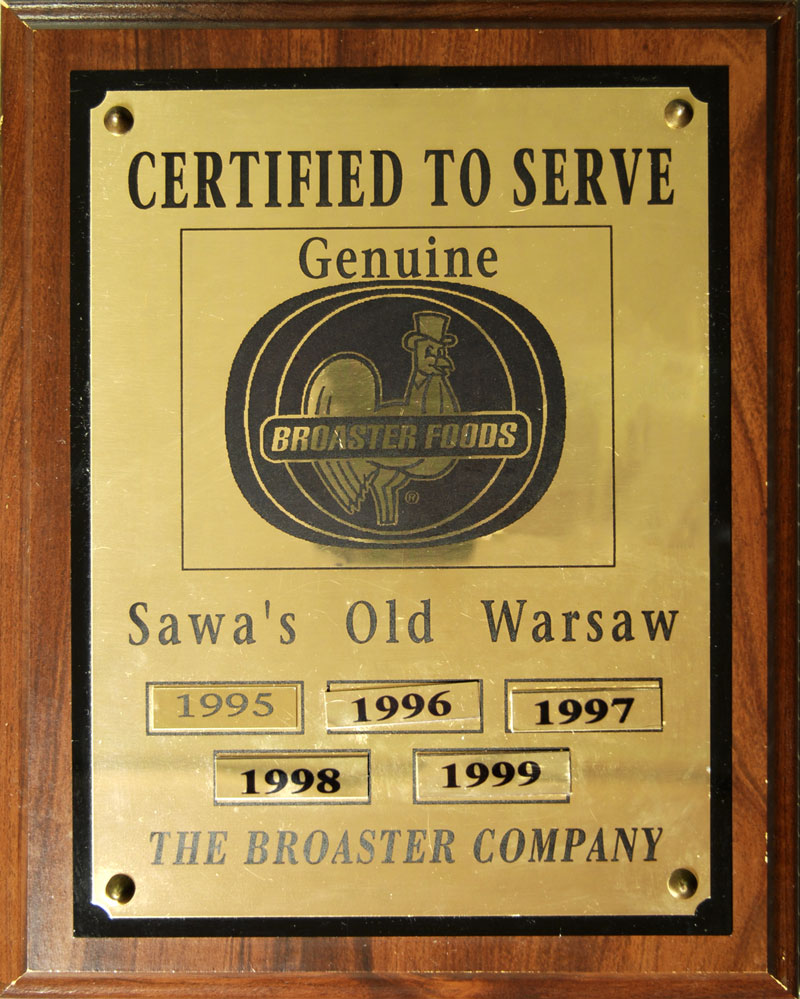 CERTIFIED TO SERVE
Genuine
BROASTER FOODS
®
Sawa's Old Warsaw
1995 1996 1997
1998 1999
THE BROASTER COMPANY